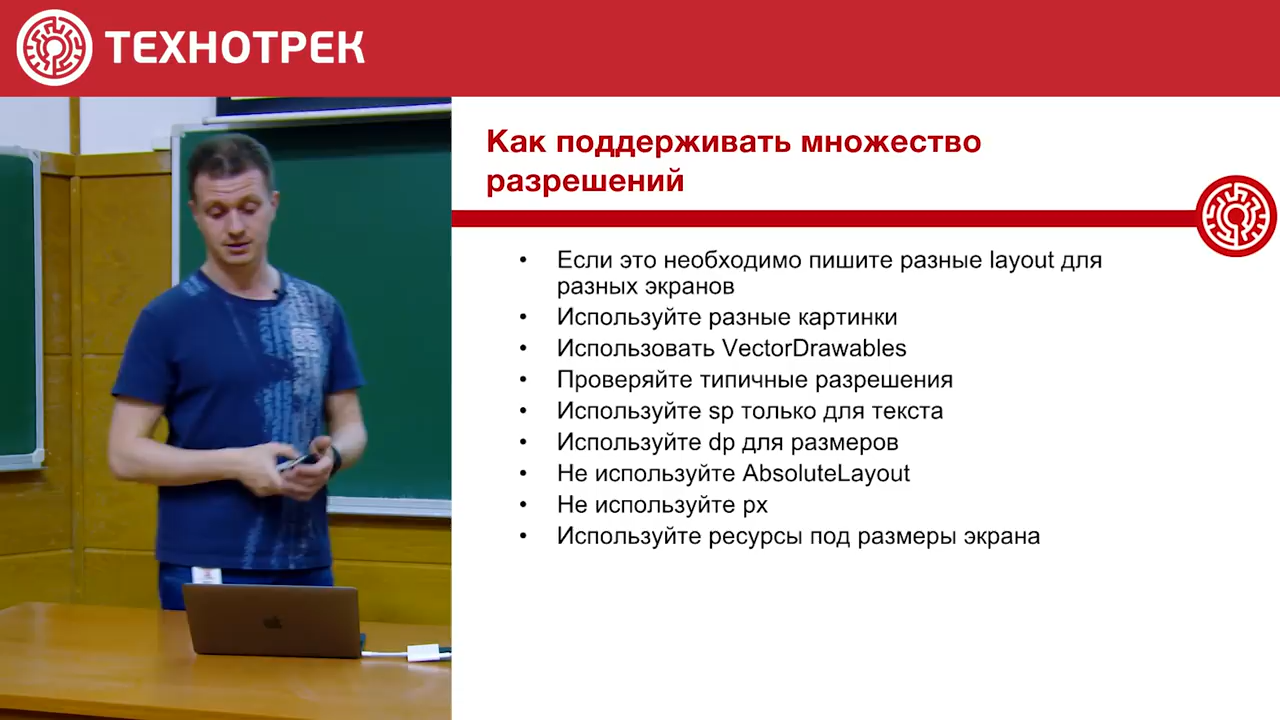 ТЕХНОТРЕК
Как поддерживать множество
разрешений
• Если это необходимо пишите разные layout для
разных экранов
• Используйте разные картинки
• Использовать VectorDrawables
• Проверяйте типичные разрешения
• Используйте sp только для текста
• Используйте dp для размеров
• Не используйте AbsoluteLayout
• Не используйте px
• Используйте ресурсы под размеры экрана